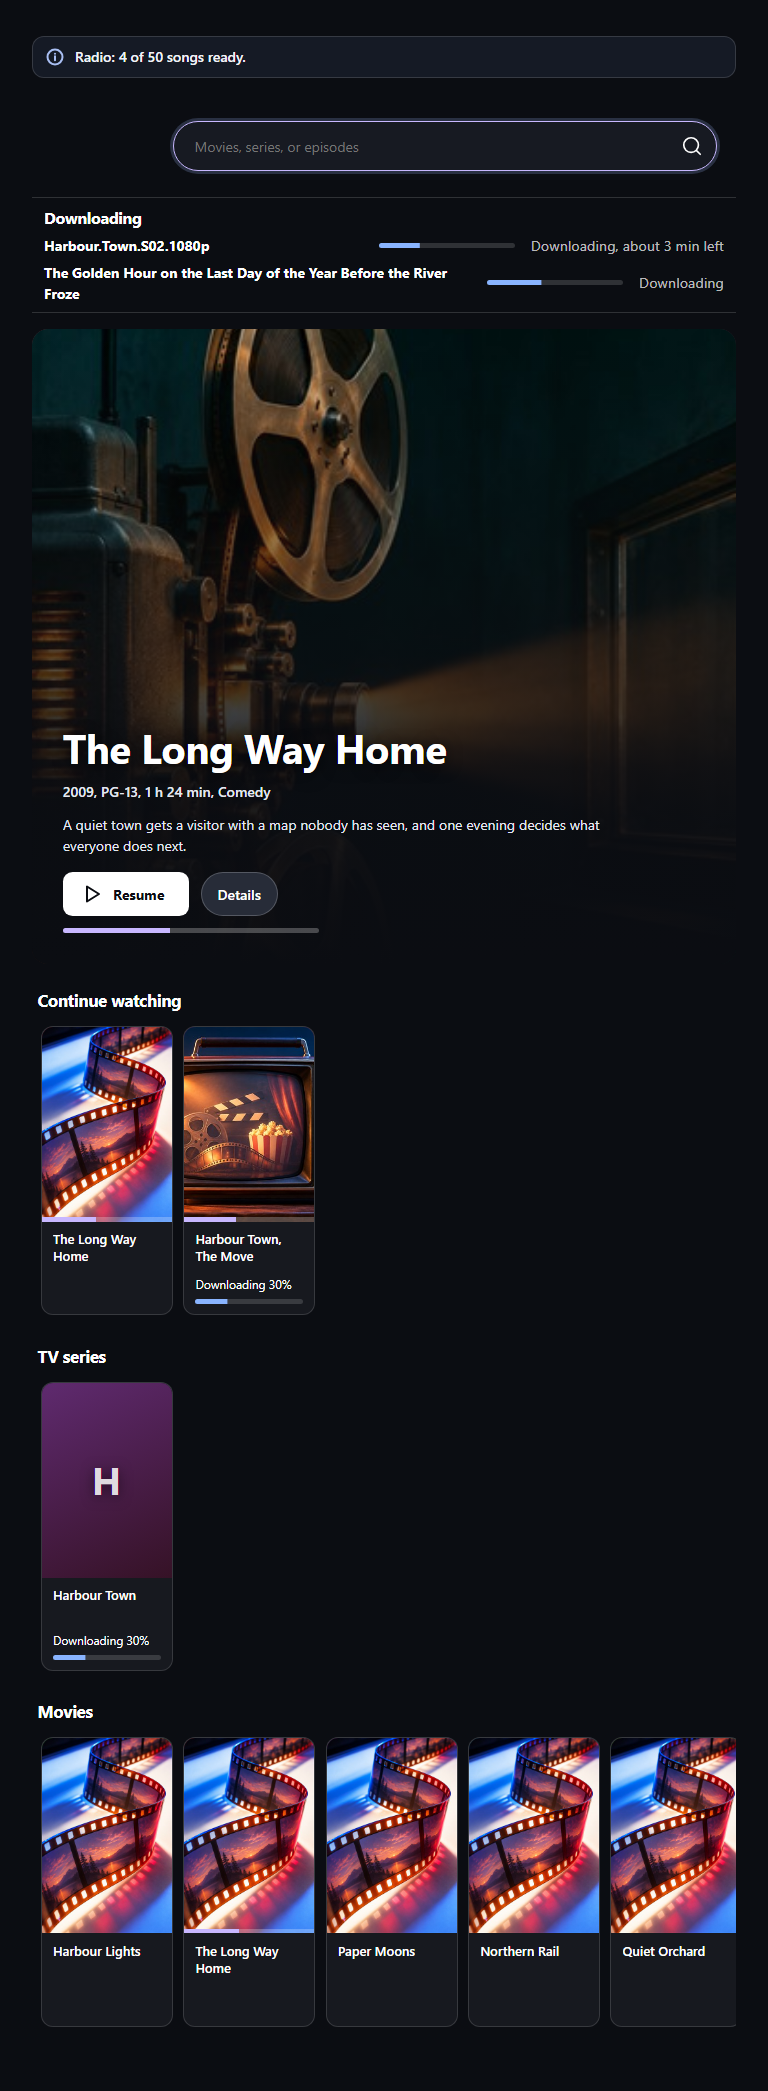 Radio: 4 of 50 songs ready.
Movies, series, or episodes
Downloading
Harbour.Town.S02.1080p
Downloading, about 3 min left
The Golden Hour on the Last Day of the Year Before the River
Froze
Downloading
The Long Way Home
2009, PG-13, 1 h 24 min, Comedy
A quiet town gets a visitor with a map nobody has seen, and one evening decides what
everyone does next.
Resume
Details
Continue watching
The Long Way
Home
Harbour Town,
The Move
Downloading 30%
TV series
H
Harbour Town
Downloading 30%
Movies
Harbour Lights
The Long Way
Home
Paper Moons
Northern Rail
Quiet Orchard